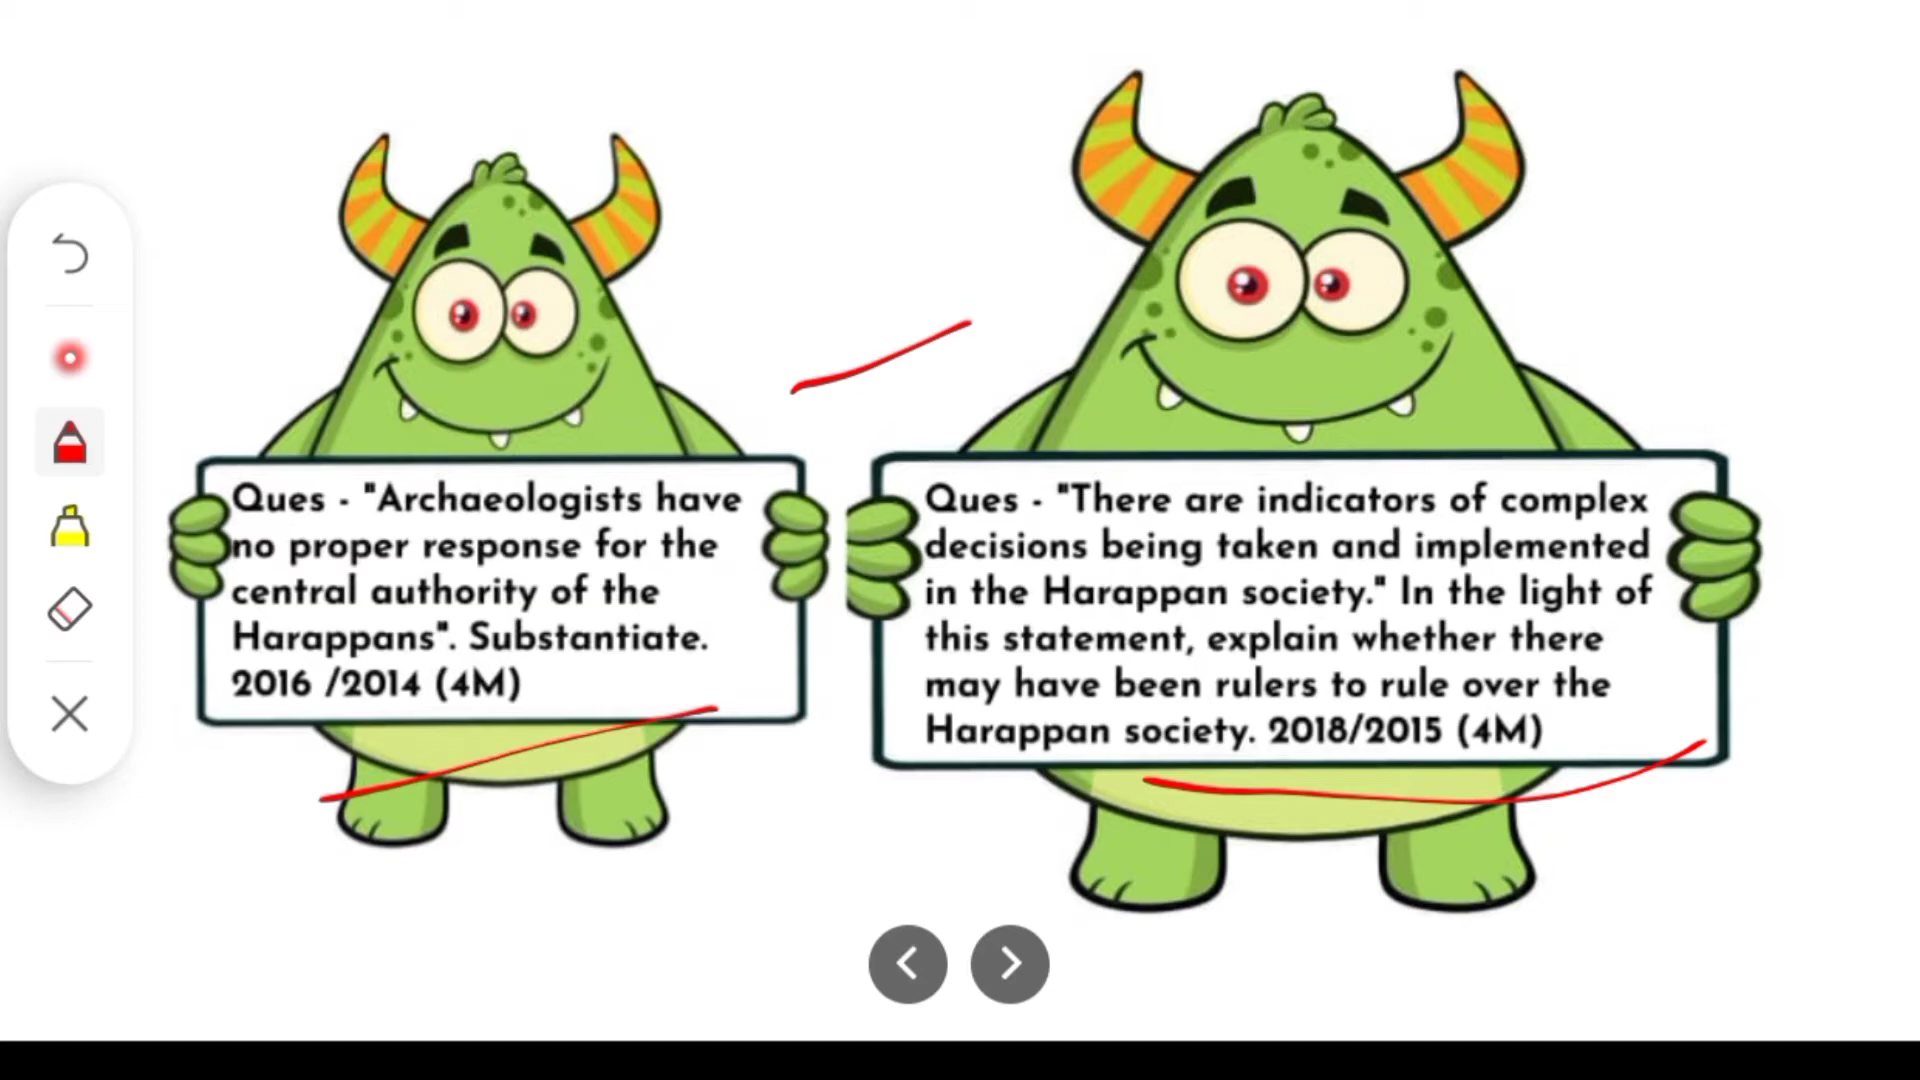 Ques - "Archaeologists have
no proper response for the
central authority of the
Harappans". Substantiate.
2016 /2014 (4M)
Ques - "There are indicators of complex
decisions being taken and implemented
in the Harappan society." In the light of
this statement, explain whether there
may have been rulers to rule over the
Harappan society. 2018/2015 (4M)